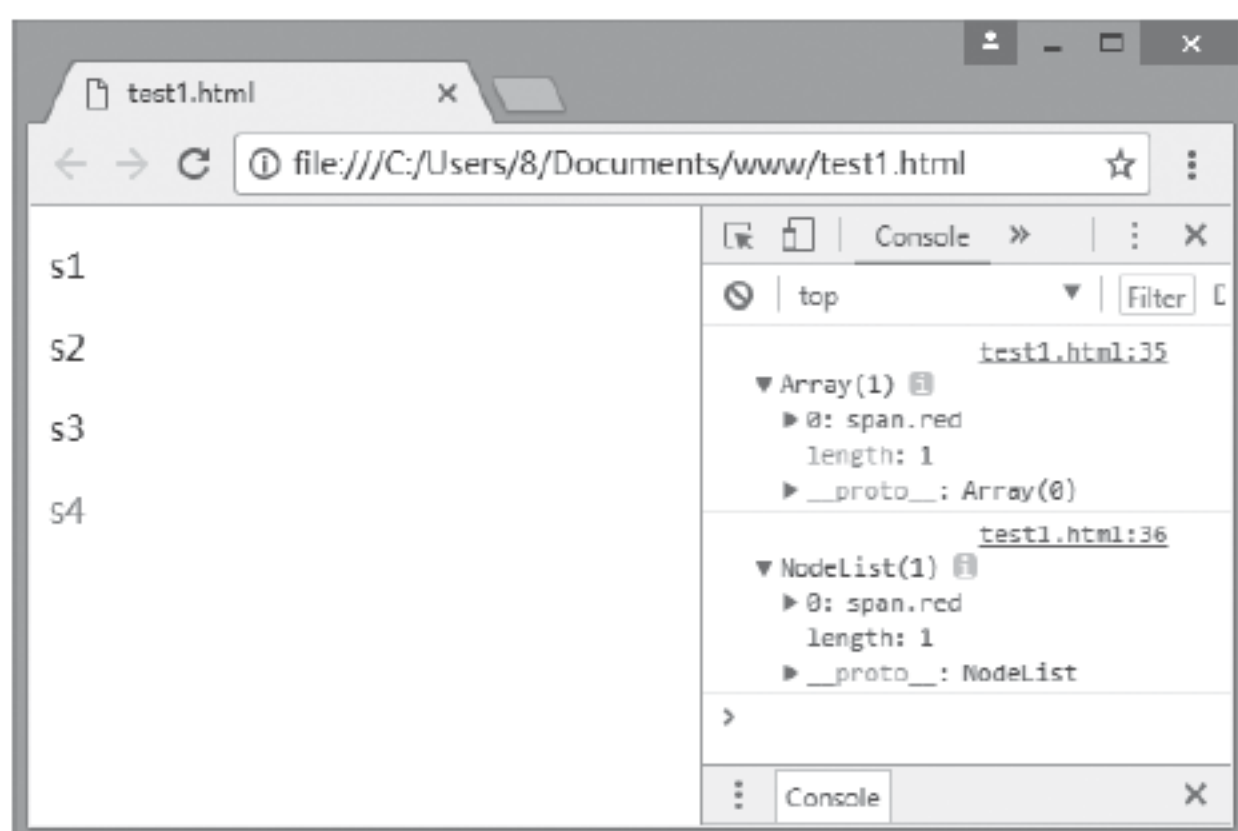 test1.html
file:///C:/Users/8/Documents/www/test1.html
s1
s2
s3
s4
Console
top
Filter
test1.html:35
Array(1)
0: span.red
length: 1
__proto__: Array(0)
test1.html:36
NodeList(1)
0: span.red
length: 1
__proto__: NodeList
Console